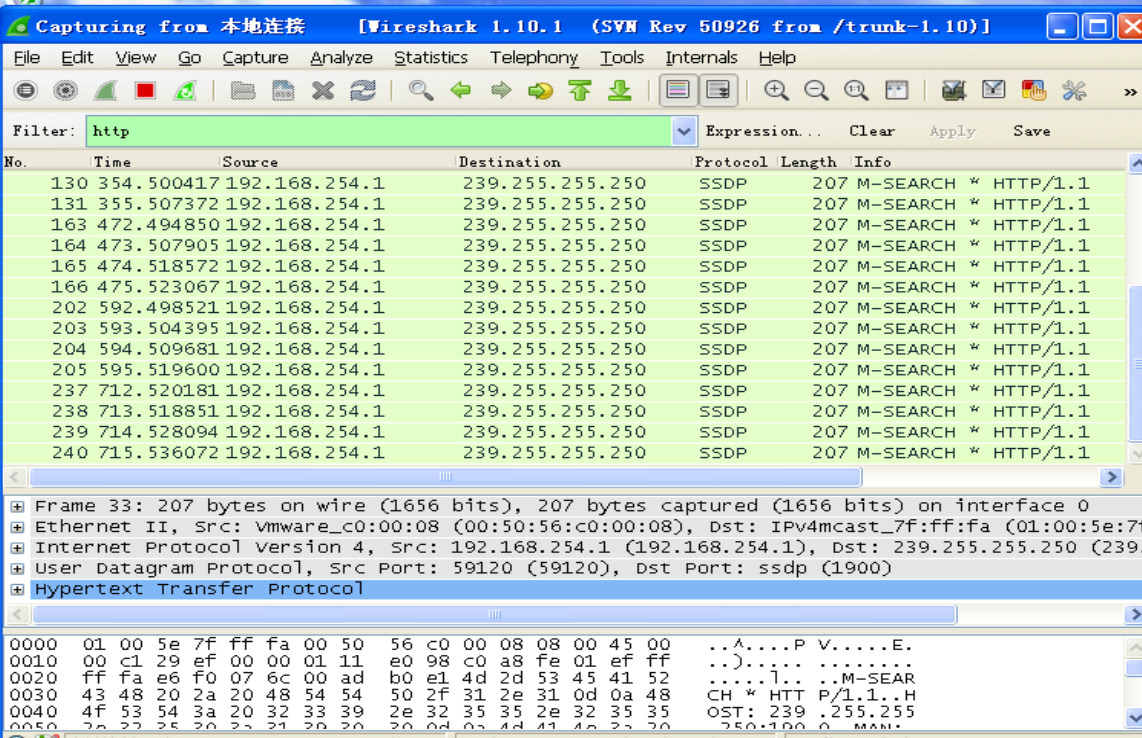 Capturing from 本地连接 [Wireshark 1.10.1 (SVN Rev 50926 from /trunk-1.10)]
File Edit View Go Capture Analyze Statistics Telephony Tools Internals Help
Filter: http Expression... Clear Apply Save
No. Time Source Destination Protocol Length Info
130 354.500417 192.168.254.1 239.255.255.250 SSDP 207 M-SEARCH * HTTP/1.1
131 355.507372 192.168.254.1 239.255.255.250 SSDP 207 M-SEARCH * HTTP/1.1
163 472.494850 192.168.254.1 239.255.255.250 SSDP 207 M-SEARCH * HTTP/1.1
164 473.507905 192.168.254.1 239.255.255.250 SSDP 207 M-SEARCH * HTTP/1.1
165 474.518572 192.168.254.1 239.255.255.250 SSDP 207 M-SEARCH * HTTP/1.1
166 475.523067 192.168.254.1 239.255.255.250 SSDP 207 M-SEARCH * HTTP/1.1
202 592.498521 192.168.254.1 239.255.255.250 SSDP 207 M-SEARCH * HTTP/1.1
203 593.504395 192.168.254.1 239.255.255.250 SSDP 207 M-SEARCH * HTTP/1.1
204 594.509681 192.168.254.1 239.255.255.250 SSDP 207 M-SEARCH * HTTP/1.1
205 595.519600 192.168.254.1 239.255.255.250 SSDP 207 M-SEARCH * HTTP/1.1
237 712.520181 192.168.254.1 239.255.255.250 SSDP 207 M-SEARCH * HTTP/1.1
238 713.518851 192.168.254.1 239.255.255.250 SSDP 207 M-SEARCH * HTTP/1.1
239 714.528094 192.168.254.1 239.255.255.250 SSDP 207 M-SEARCH * HTTP/1.1
240 715.536072 192.168.254.1 239.255.255.250 SSDP 207 M-SEARCH * HTTP/1.1
Frame 33: 207 bytes on wire (1656 bits), 207 bytes captured (1656 bits) on interface 0
Ethernet II, Src: Vmware_c0:00:08 (00:50:56:c0:00:08), Dst: IPv4mcast_7f:ff:fa (01:00:5e:7f
Internet Protocol Version 4, Src: 192.168.254.1 (192.168.254.1), Dst: 239.255.255.250 (239.
User Datagram Protocol, Src Port: 59120 (59120), Dst Port: ssdp (1900)
Hypertext Transfer Protocol
0000 01 00 5e 7f ff fa 00 50 56 c0 00 08 08 00 45 00 ..^....P V.....E.
0010 00 c1 29 ef 00 00 01 11 e0 98 c0 a8 fe 01 ef ff ..)..... ........
0020 ff fa e6 f0 07 6c 00 ad b0 e1 4d 2d 53 45 41 52 .....l.. ..M-SEAR
0030 43 48 20 2a 20 48 54 54 50 2f 31 2e 31 0d 0a 48 CH * HTT P/1.1..H
0040 4f 53 54 3a 20 32 33 39 2e 32 35 35 2e 32 35 35 OST: 239 .255.255